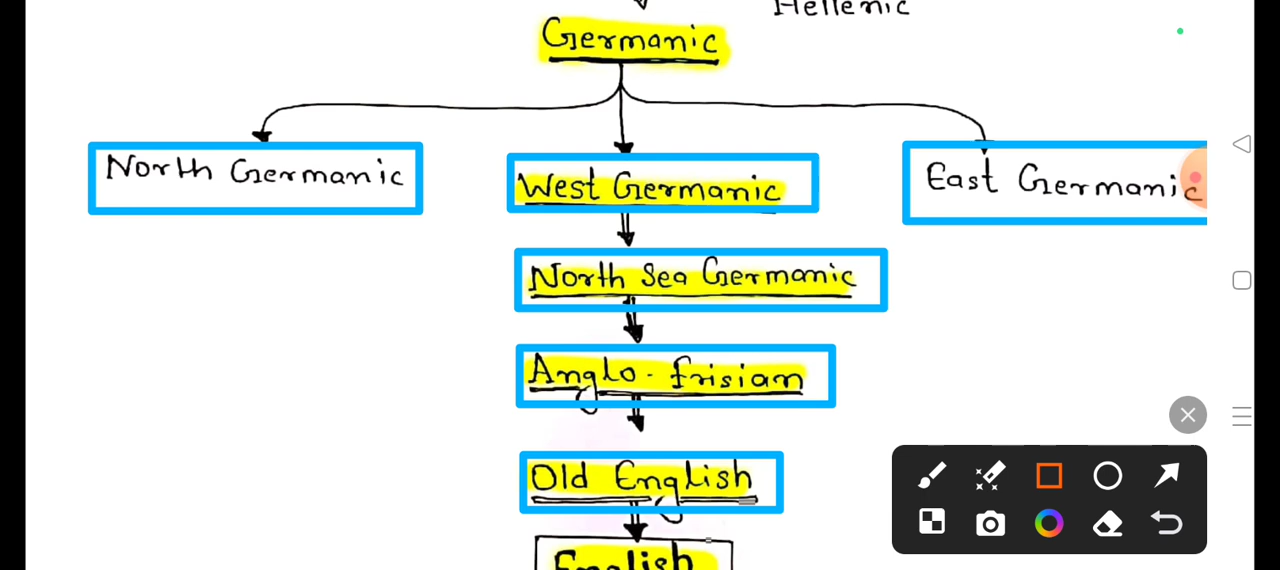 Hellenic
Germanic
North Germanic
West Germanic
East Germanic
North Sea Germanic
Anglo-frisian
Old English
English